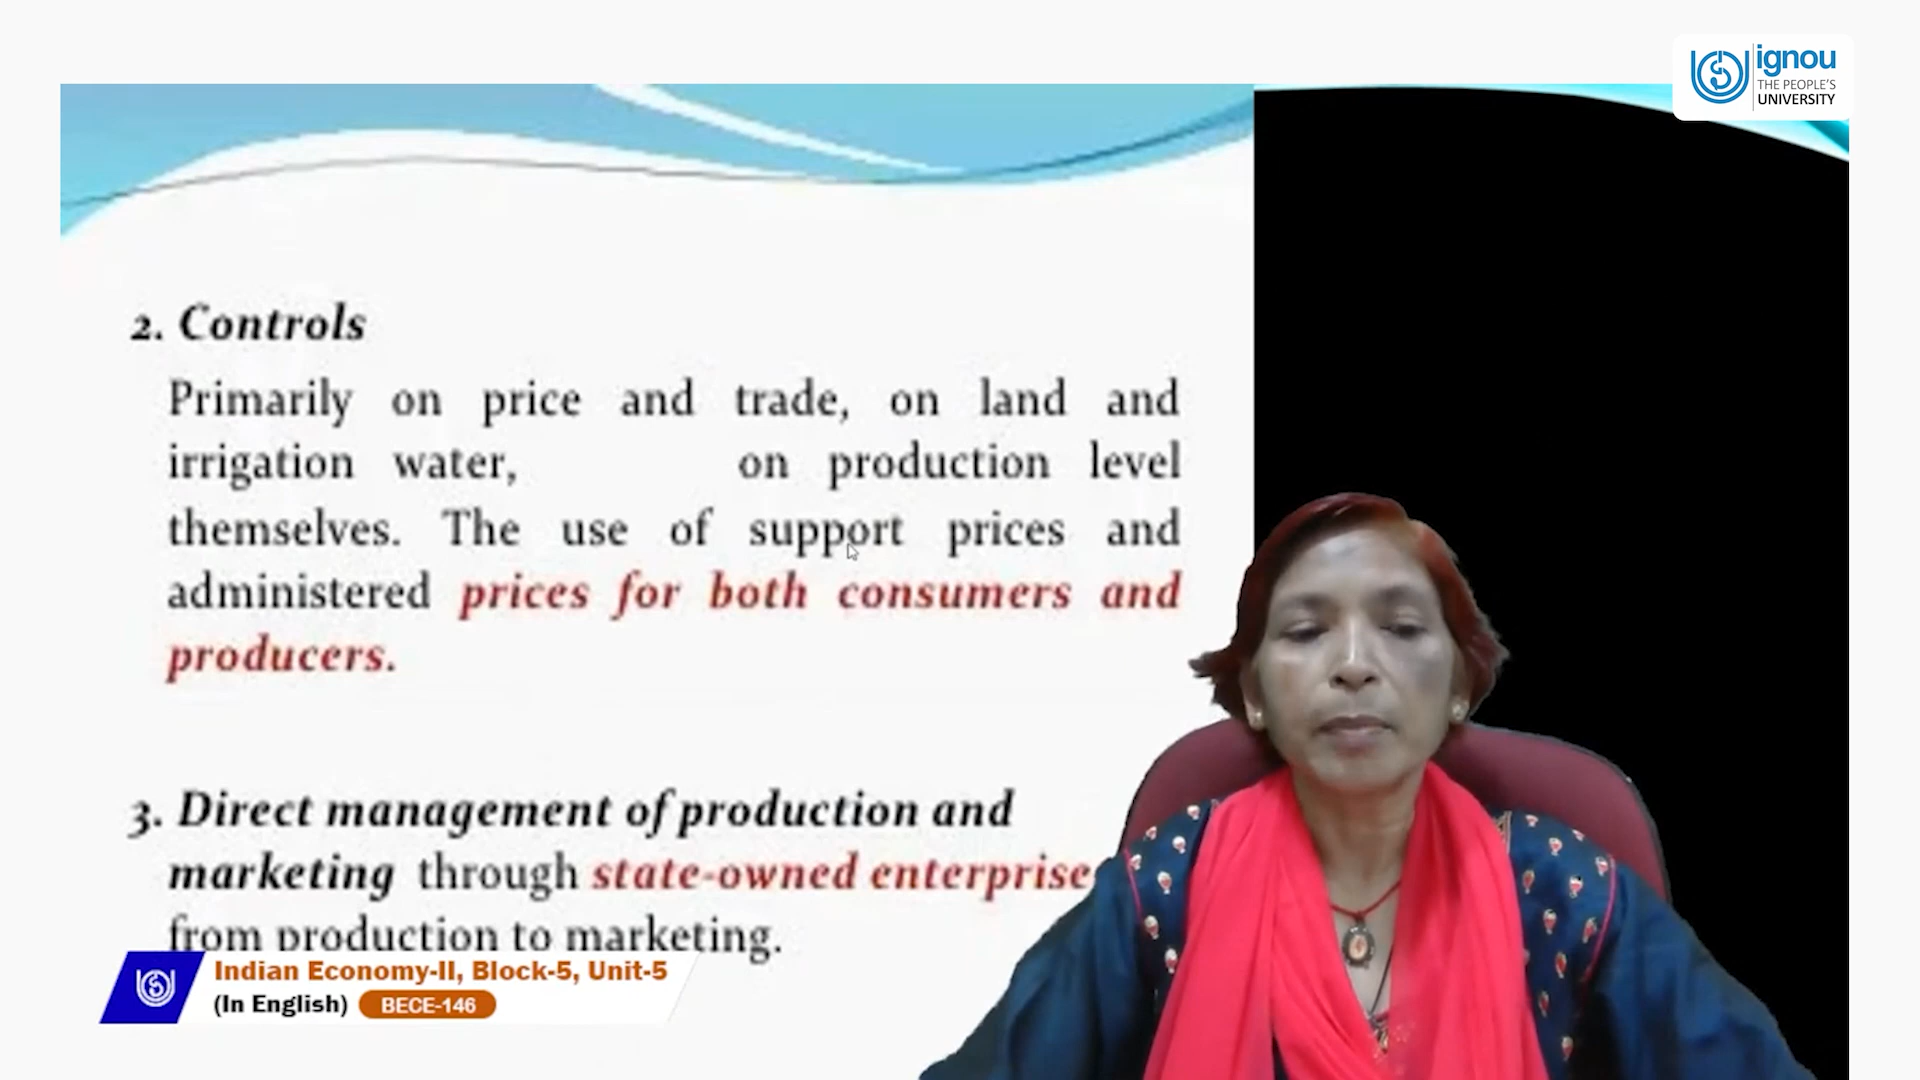 ignou
THE PEOPLE'S
UNIVERSITY
2. Controls
Primarily on price and trade, on land and
irrigation water, on production level
themselves. The use of support prices and
administered prices for both consumers and
producers.
3. Direct management of production and
marketing through state-owned enterprise
from production to marketing.
Indian Economy-II, Block-5, Unit-5
(In English) BECE-146